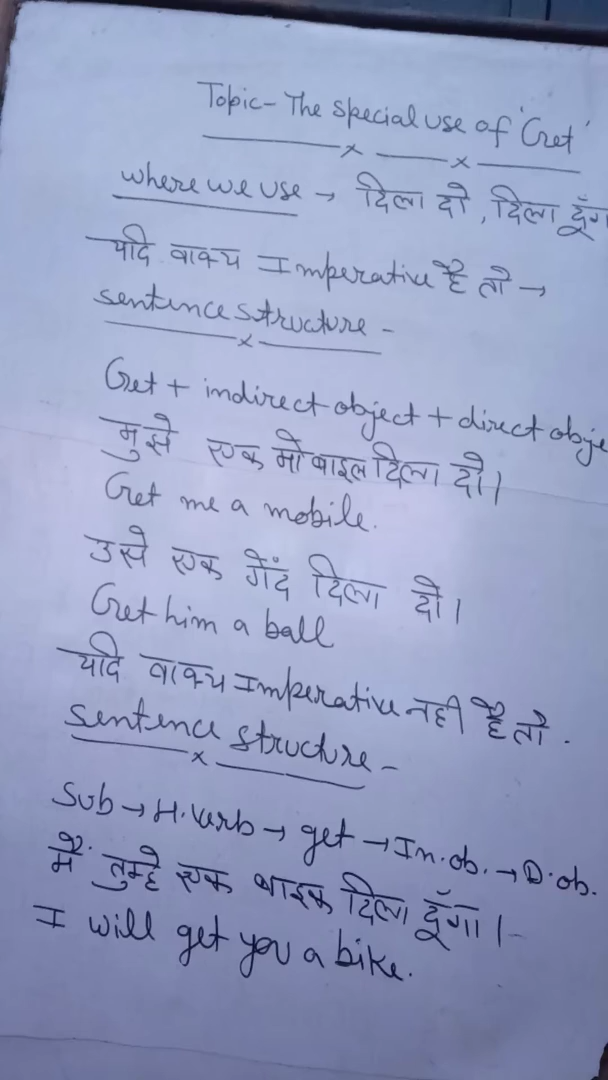 Topic - The special use of 'Get'
where we use → दिला दो, दिला दूँग
यदि वाक्य Imperative है तो →
sentence structure -
Get + indirect object + direct obje
मुझे एक मोबाइल दिला दो।
Get me a mobile.
उसे एक गेंद दिला दो।
Get him a ball
यदि वाक्य Imperative नही है तो.
sentence structure -
Sub → H.verb → get → In.ob. → D.ob.
मैं तुम्हे एक बाइक दिला दूँगा।
I will get you a bike.